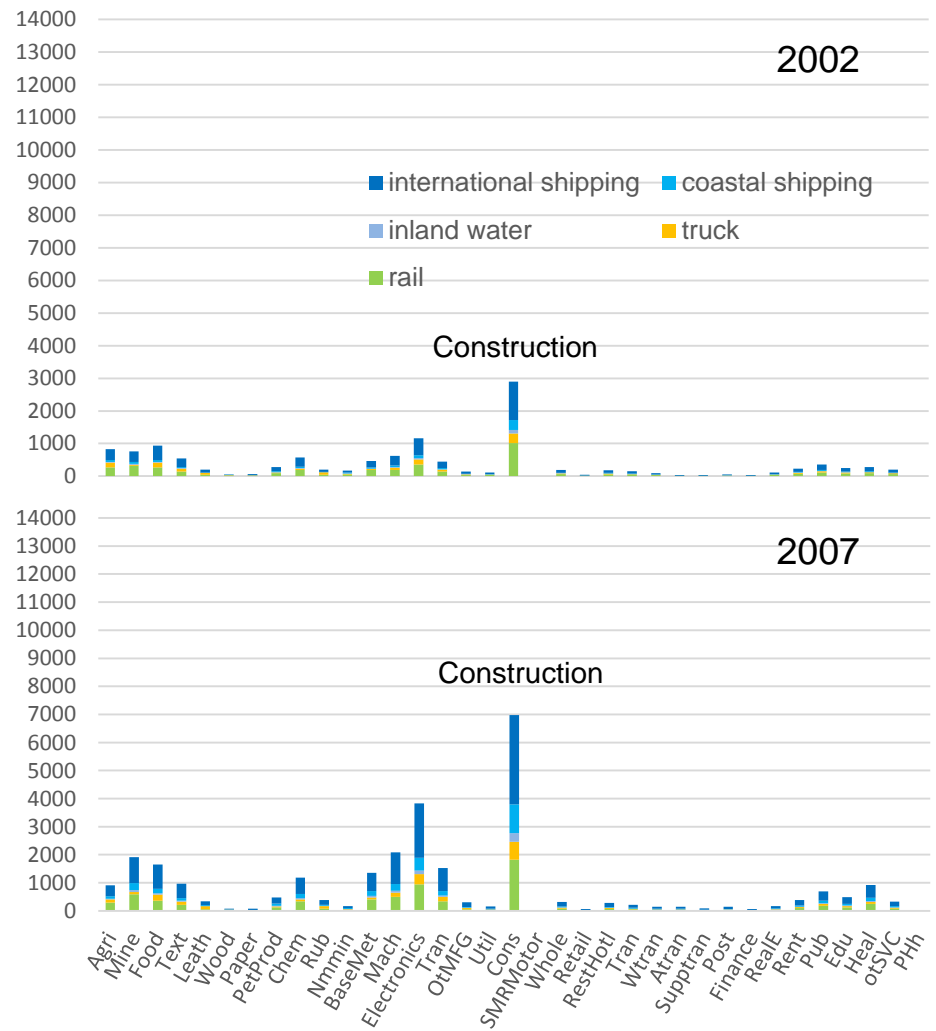 14000
13000
2002
12000
11000
10000
9000
international shipping coastal shipping
8000
inland water truck
7000
rail
6000
5000
4000
Construction
3000
2000
1000
0
14000
13000
2007
12000
11000
10000
9000
Construction
8000
7000
6000
5000
4000
3000
2000
1000
0
Agri
Mine
Food
Text
Leath
Wood
Paper
PetProd
Chem
Rub
Nmmin
BaseMet
Mach
Electronics
Tran
OtMFG
Util
Cons
SMRMotor
Whole
Retail
RestHotl
Tran
Wtran
Atran
Supptran
Post
Finance
RealE
Rent
Pub
Edu
Heal
otSVC
PHh